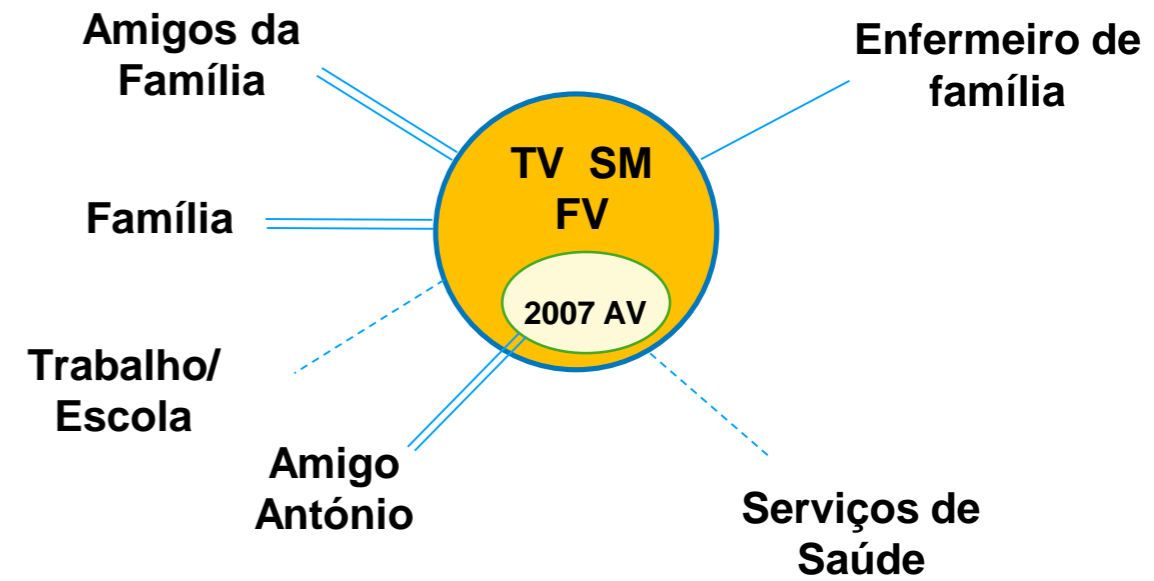 Amigos da
Família
Enfermeiro de
família
TV SM
FV
Família
2007 AV
Trabalho/
Escola
Amigo
António
Serviços de
Saúde